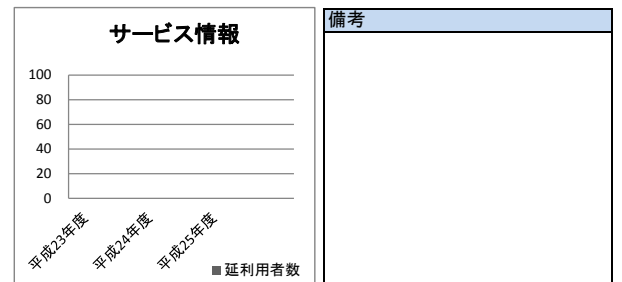 サービス情報
100
80
60
40
20
0
平成23年度
平成24年度
平成25年度
■延利用者数
備考